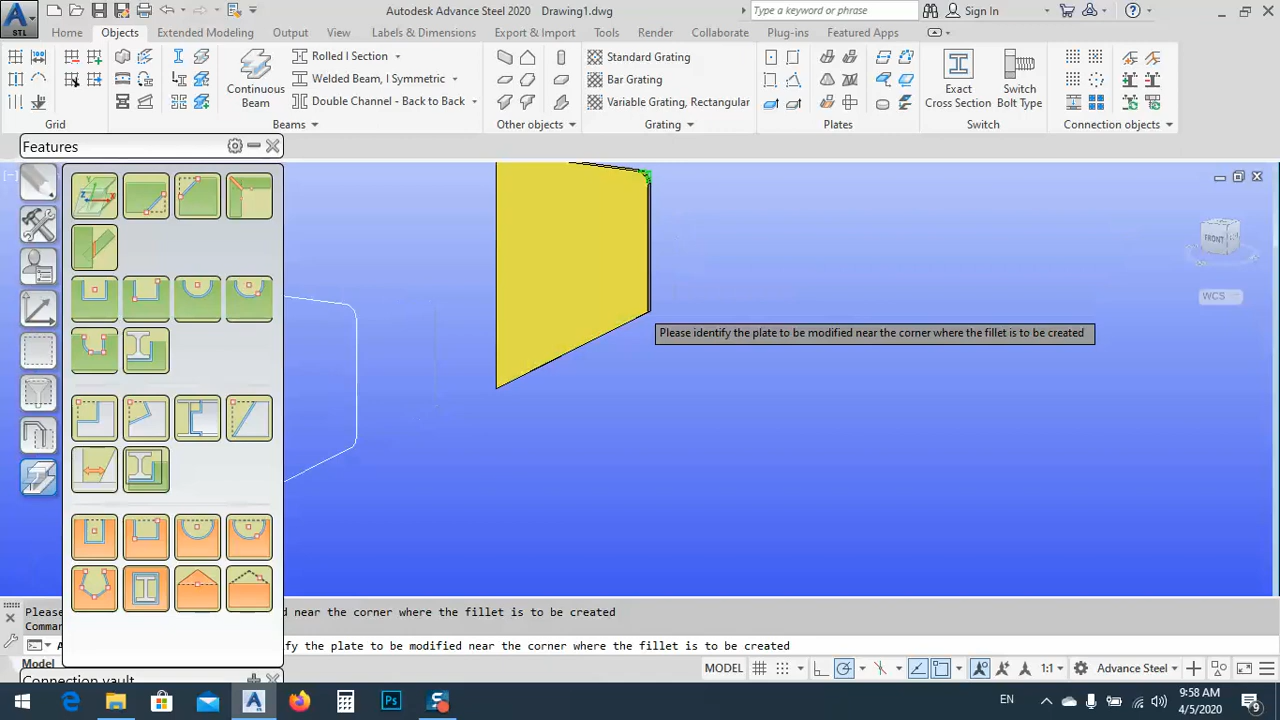 Autodesk Advance Steel 2020 Drawing1.dwg
Type a keyword or phrase
Sign In
STL
Home Objects Extended Modeling Output View Labels & Dimensions Export & Import Tools Render Collaborate Plug-ins Featured Apps
Rolled I Section
Standard Grating
Welded Beam, I Symmetric
Bar Grating
Continuous
Beam
Exact
Cross Section
Switch
Bolt Type
Double Channel - Back to Back
Variable Grating, Rectangular
Grid
Beams
Other objects
Grating
Plates
Switch
Connection objects
Features
FRONT
WCS
Please identify the plate to be modified near the corner where the fillet is to be created
Please
d near the corner where the fillet is to be created
Comma
fy the plate to be modified near the corner where the fillet is to be created
Model
Connection vault
MODEL
1:1
Advance Steel
EN
9:58 AM
4/5/2020